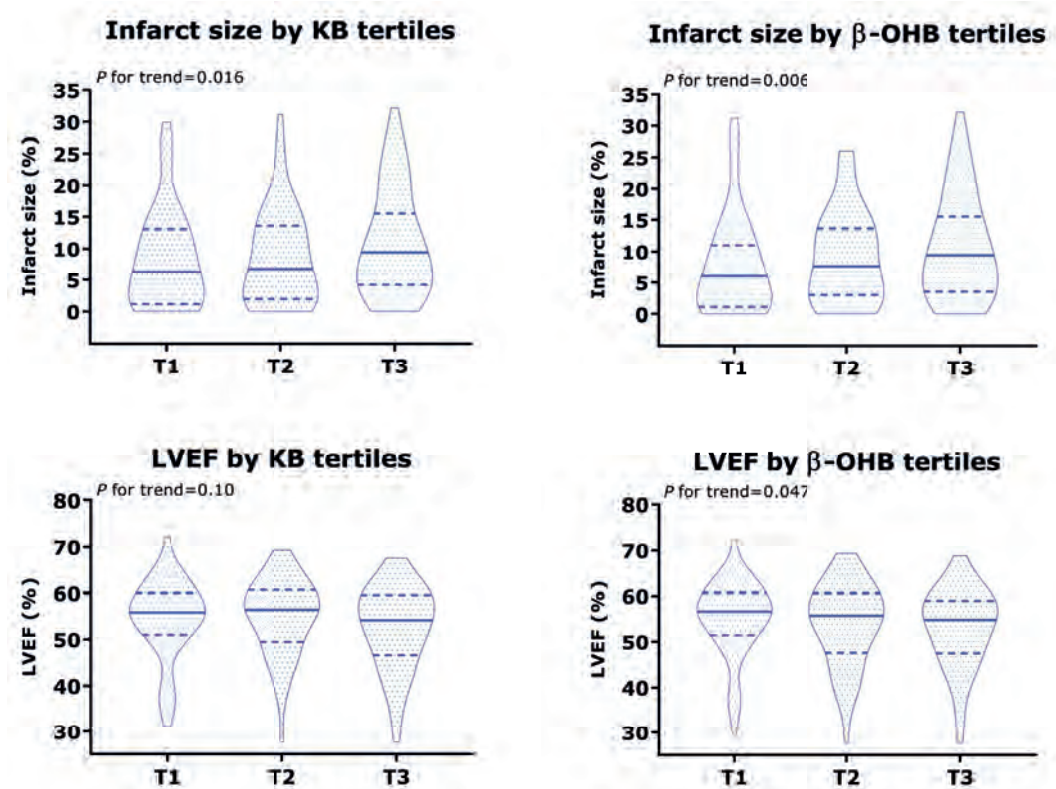 Infarct size by KB tertiles
P for trend=0.016
Infarct size (%)
35
30
25
20
15
10
5
0
T1 T2 T3
Infarct size by β-OHB tertiles
P for trend=0.006
Infarct size (%)
35
30
25
20
15
10
5
0
T1 T2 T3
LVEF by KB tertiles
P for trend=0.10
LVEF (%)
80
70
60
50
40
30
T1 T2 T3
LVEF by β-OHB tertiles
P for trend=0.047
LVEF (%)
80
70
60
50
40
30
T1 T2 T3